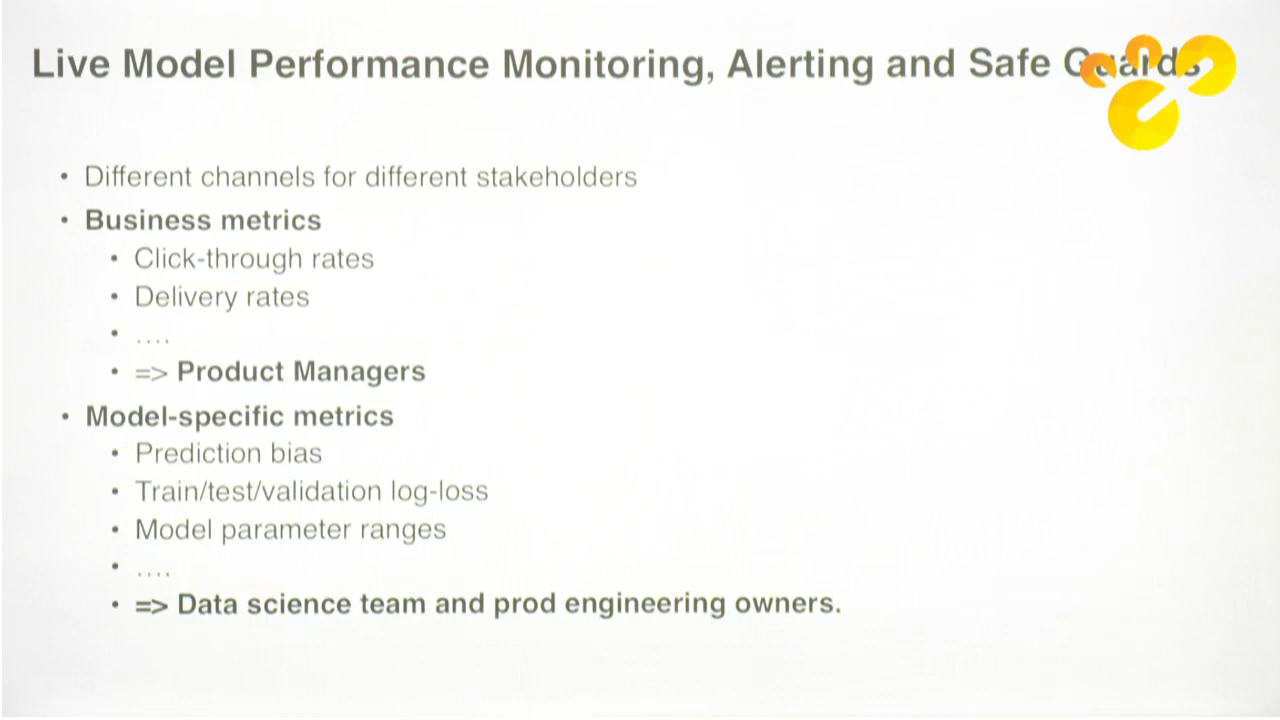 Live Model Performance Monitoring, Alerting and Safe Guards
• Different channels for different stakeholders
• Business metrics
• Click-through rates
• Delivery rates
• ....
• => Product Managers
• Model-specific metrics
• Prediction bias
• Train/test/validation log-loss
• Model parameter ranges
• ....
• => Data science team and prod engineering owners.